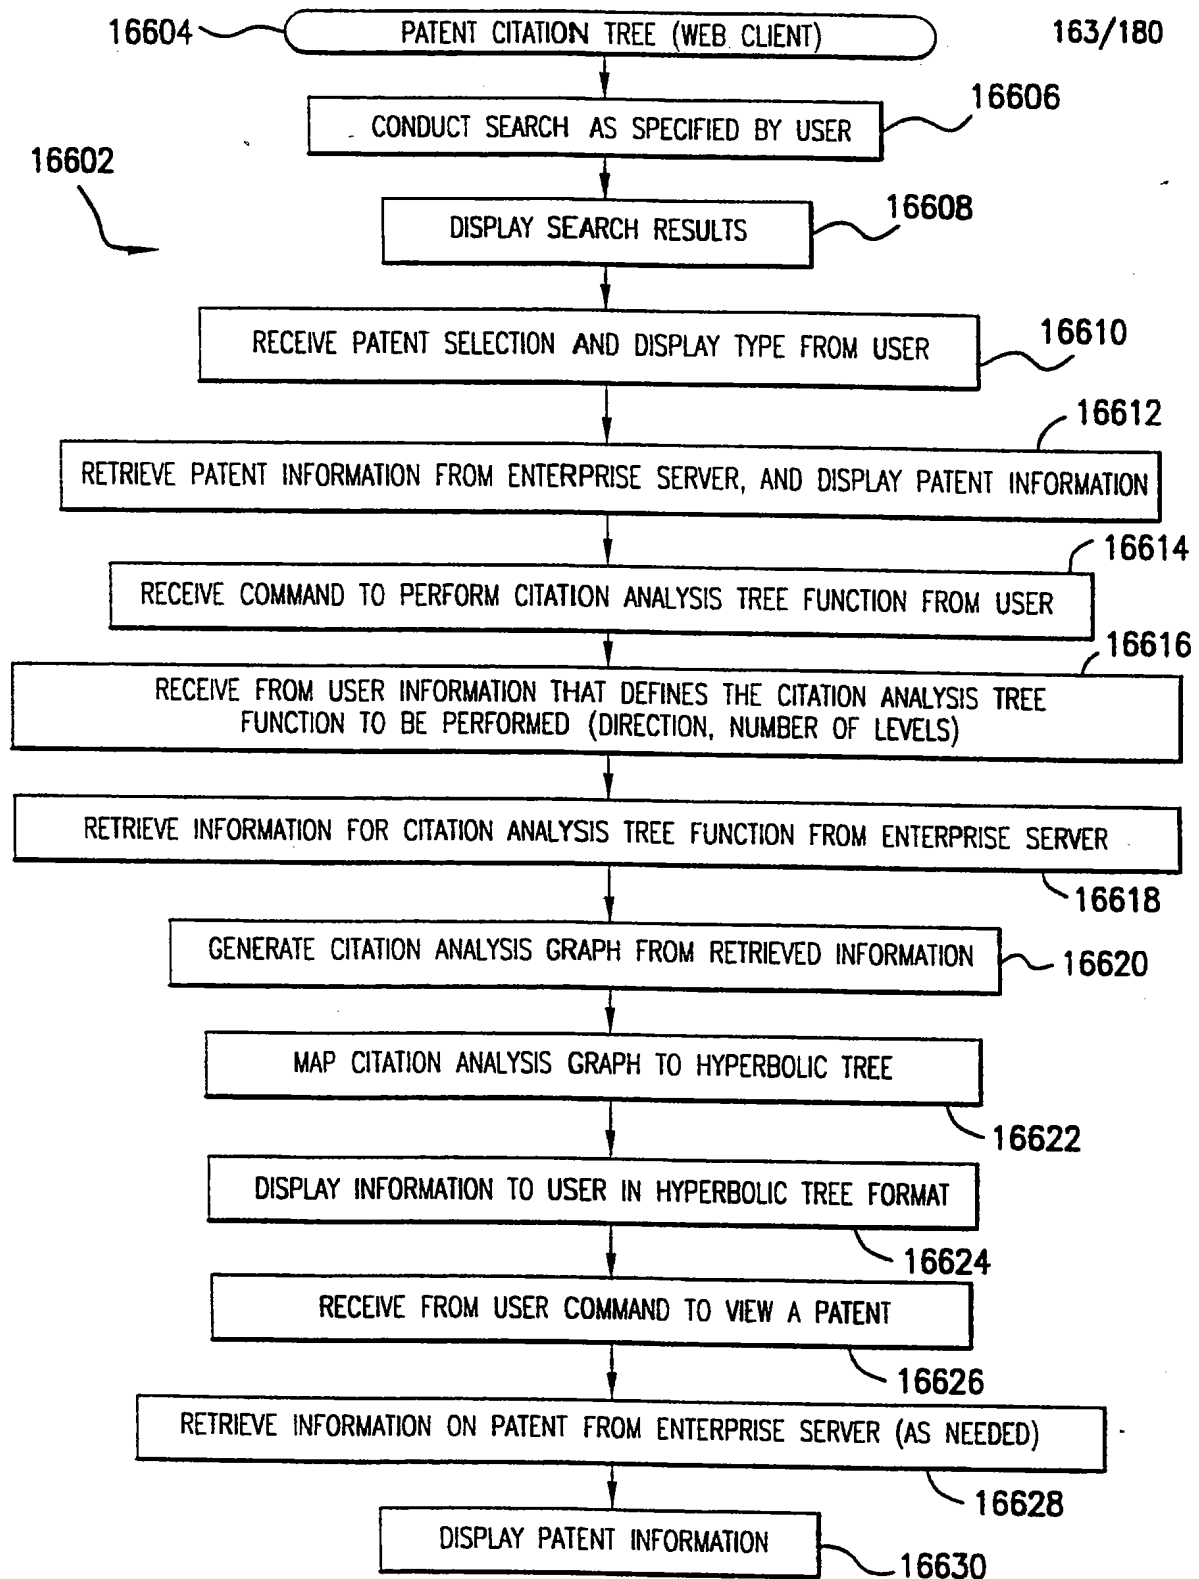 16604
PATENT CITATION TREE (WEB CLIENT)
163/180
16606
CONDUCT SEARCH AS SPECIFIED BY USER
16602
16608
DISPLAY SEARCH RESULTS
16610
RECEIVE PATENT SELECTION AND DISPLAY TYPE FROM USER
16612
RETRIEVE PATENT INFORMATION FROM ENTERPRISE SERVER, AND DISPLAY PATENT INFORMATION
16614
RECEIVE COMMAND TO PERFORM CITATION ANALYSIS TREE FUNCTION FROM USER
16616
RECEIVE FROM USER INFORMATION THAT DEFINES THE CITATION ANALYSIS TREE
FUNCTION TO BE PERFORMED (DIRECTION, NUMBER OF LEVELS)
RETRIEVE INFORMATION FOR CITATION ANALYSIS TREE FUNCTION FROM ENTERPRISE SERVER
16618
GENERATE CITATION ANALYSIS GRAPH FROM RETRIEVED INFORMATION
16620
MAP CITATION ANALYSIS GRAPH TO HYPERBOLIC TREE
16622
DISPLAY INFORMATION TO USER IN HYPERBOLIC TREE FORMAT
16624
RECEIVE FROM USER COMMAND TO VIEW A PATENT
16626
RETRIEVE INFORMATION ON PATENT FROM ENTERPRISE SERVER (AS NEEDED)
16628
DISPLAY PATENT INFORMATION
16630